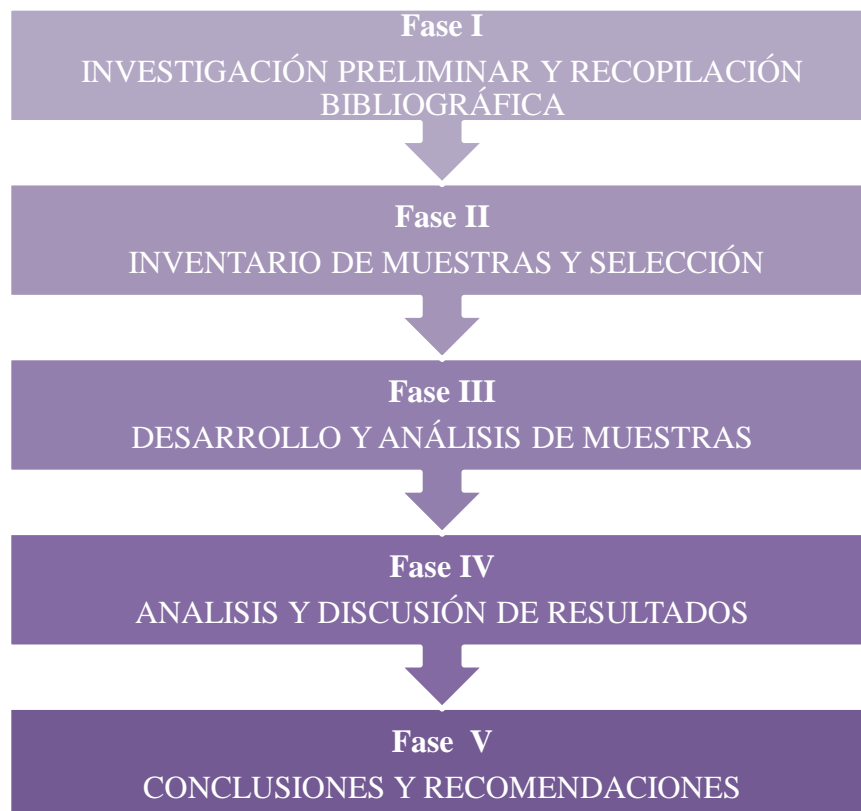 Fase I
INVESTIGACIÓN PRELIMINAR Y RECOPILACIÓN
BIBLIOGRÁFICA
Fase II
INVENTARIO DE MUESTRAS Y SELECCIÓN
Fase III
DESARROLLO Y ANÁLISIS DE MUESTRAS
Fase IV
ANALISIS Y DISCUSIÓN DE RESULTADOS
Fase V
CONCLUSIONES Y RECOMENDACIONES